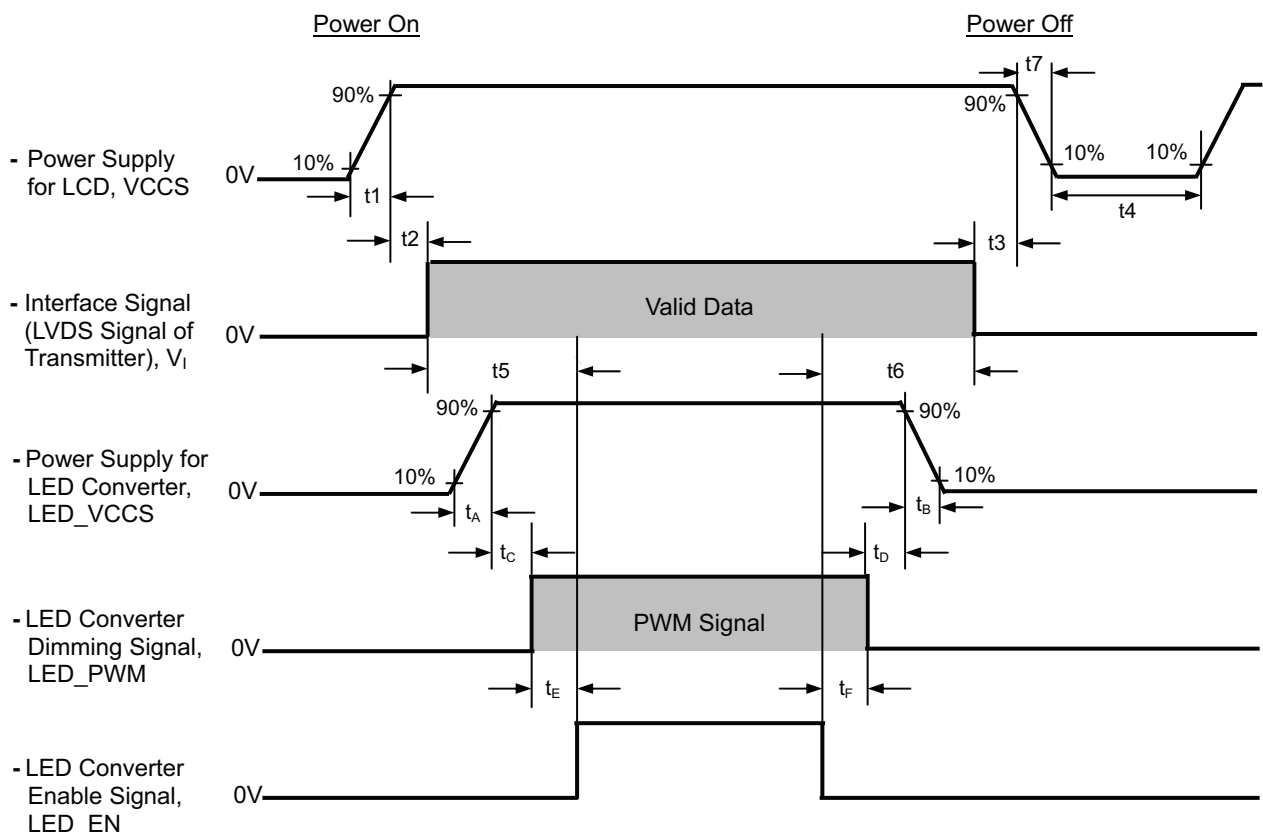 Power On
Power Off
t7
90%
90%
- Power Supply
for LCD, VCCS
10%
10%
10%
0V
t1
t4
t2
t3
- Interface Signal
(LVDS Signal of
Transmitter), VI
Valid Data
0V
t5
t6
90%
90%
- Power Supply for
LED Converter,
LED_VCCS
10%
10%
0V
tA
tB
tC
tD
- LED Converter
Dimming Signal,
LED_PWM
PWM Signal
0V
tE
tF
- LED Converter
Enable Signal,
LED_EN
0V